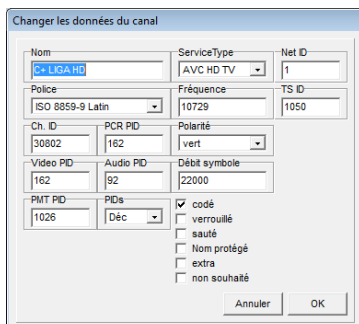 Changer les données du canal
Nom ServiceType Net ID
C+ LIGA HD AVC HD TV 1
Police Fréquence TS ID
ISO 8859-9 Latin 10729 1050
Ch. ID PCR PID Polarité
30802 162 vert
Video PID Audio PID Débit symbole
162 92 22000
PMT PID PIDs
1026 Déc
codé
verrouillé
sauté
Nom protégé
extra
non souhaité
Annuler OK